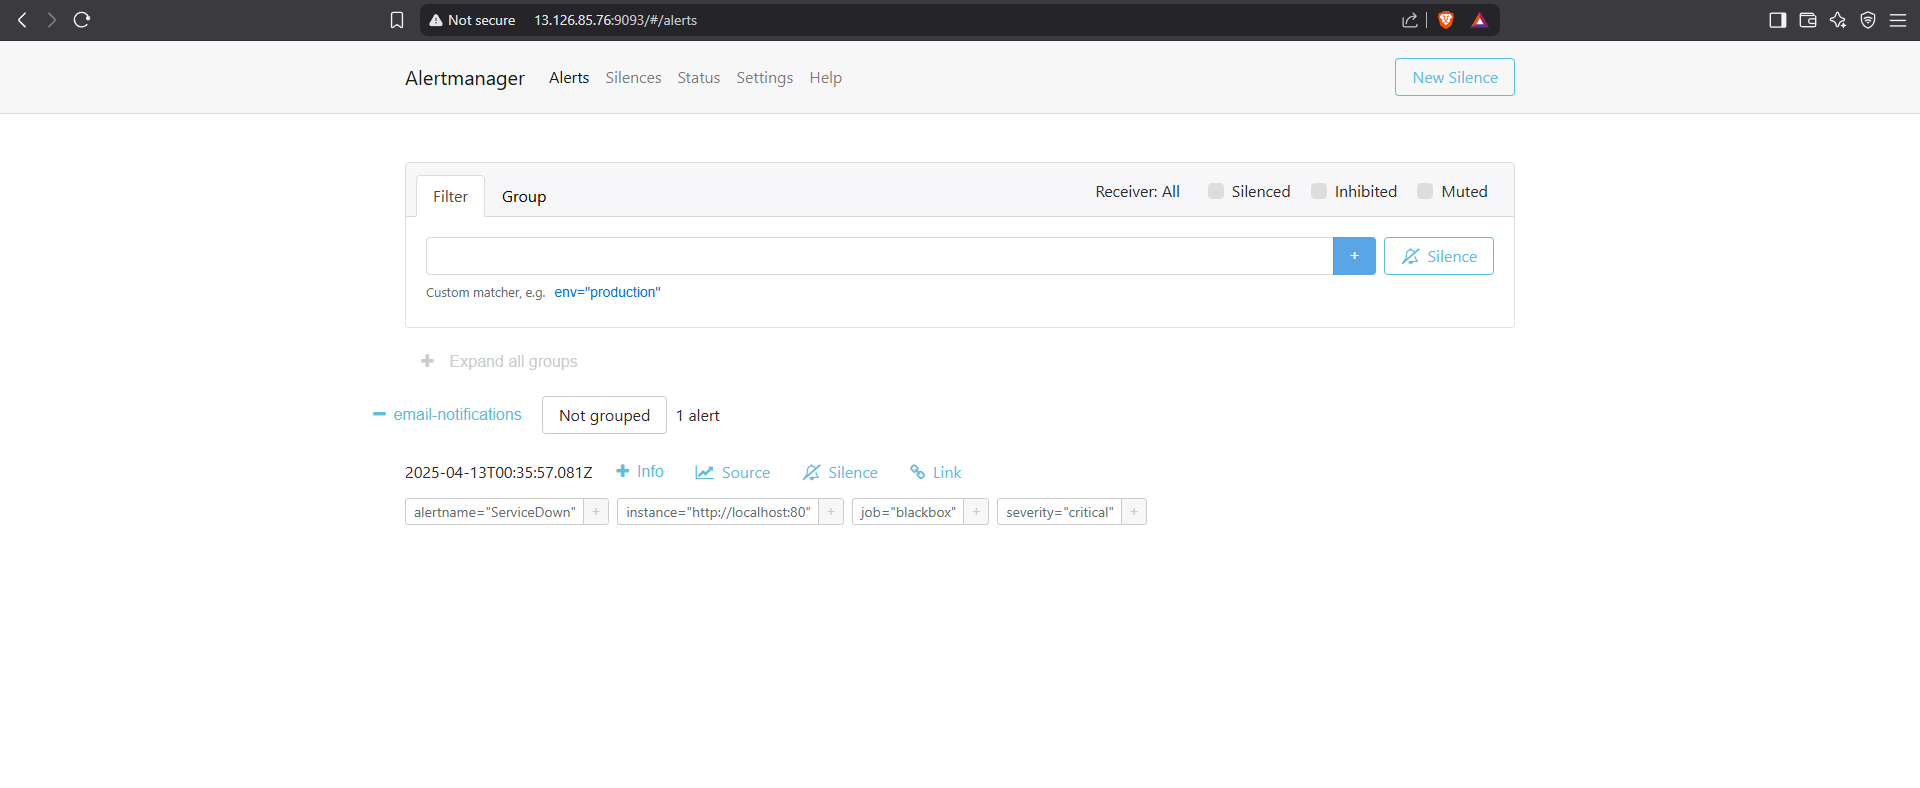 Not secure 13.126.85.76:9093/#/alerts
Alertmanager Alerts Silences Status Settings Help New Silence
Filter Group Receiver: All Silenced Inhibited Muted
+ Silence
Custom matcher, e.g. env="production"
+ Expand all groups
− email-notifications Not grouped 1 alert
2025-04-13T00:35:57.081Z + Info Source Silence Link
alertname="ServiceDown" + instance="http://localhost:80" + job="blackbox" + severity="critical" +